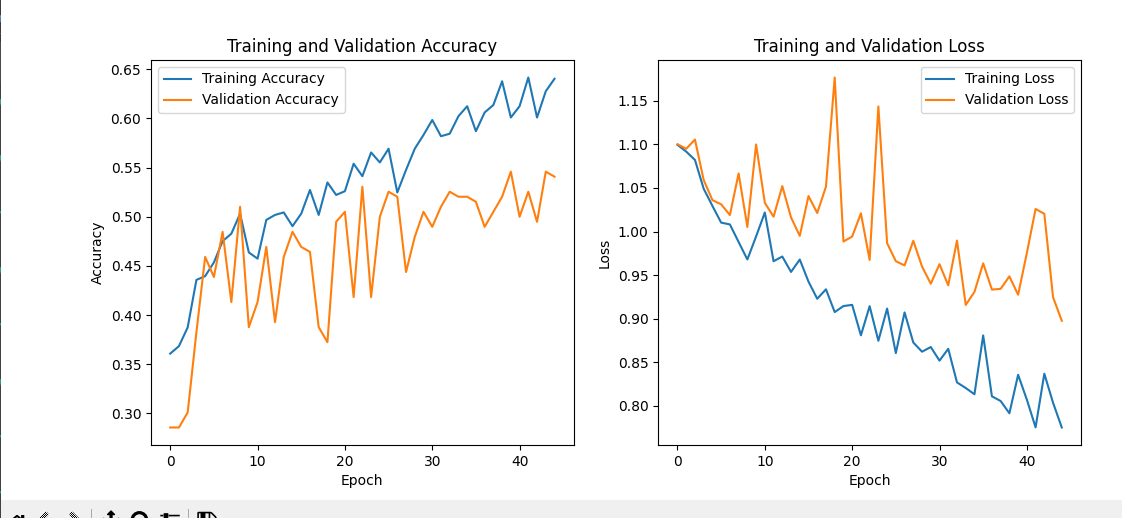 Training and Validation Accuracy
Training Accuracy
Validation Accuracy
0.65
0.60
0.55
0.50
0.45
0.40
0.35
0.30
Accuracy
0 10 20 30 40
Epoch
Training and Validation Loss
Training Loss
Validation Loss
1.15
1.10
1.05
1.00
0.95
0.90
0.85
0.80
Loss
0 10 20 30 40
Epoch